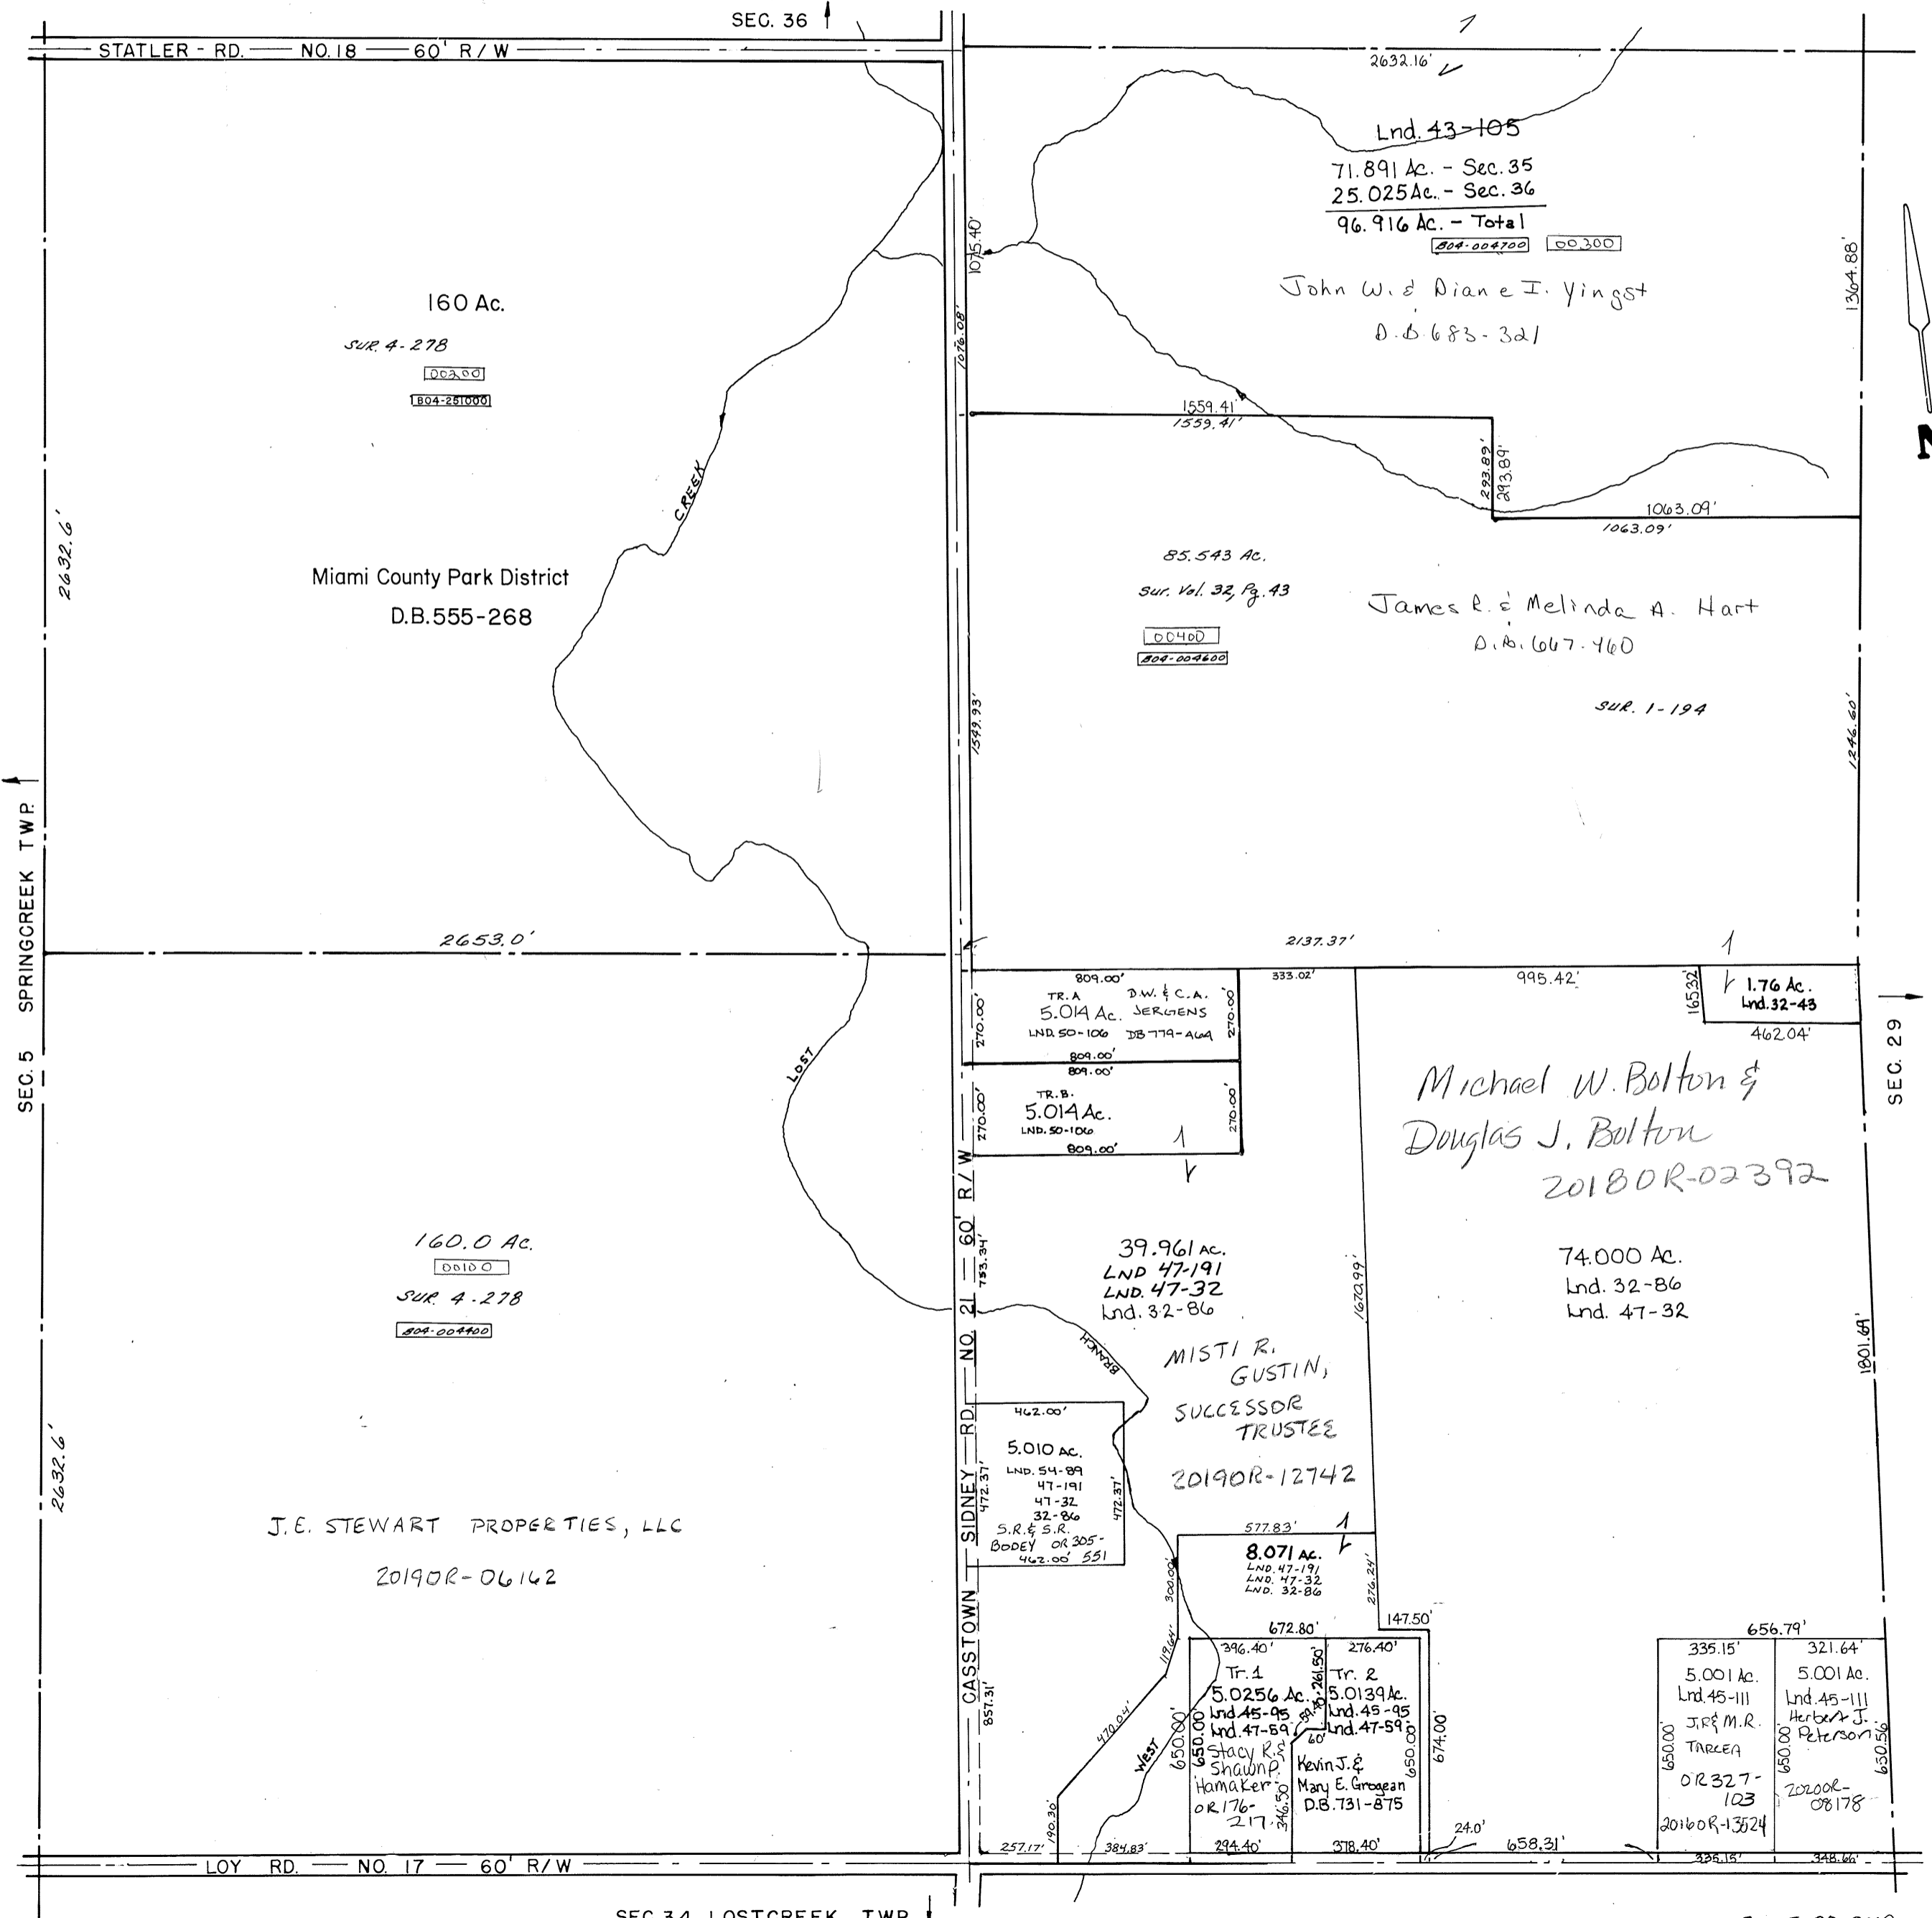 SEC. 36
STATLER - RD. NO. 18 60' R/W
2632.16'
Lnd. 43-105
71.891 Ac. - Sec. 35
25.025 Ac. - Sec. 36
96.916 Ac. - Total
B04-004700 00300
John W. & Diane I. Yingst
D.B. 683-321
1364.88'
1075.40'
1076.08'
160 Ac.
SUR. 4-278
00200
B04-251000
1559.41'
1559.41'
293.89'
293.89'
1063.09'
1063.09'
CREEK
N
2632.6'
Miami County Park District
D.B. 555-268
85.543 Ac.
Sur. Vol. 32, Pg. 43
00400
B04-004600
James R. & Melinda A. Hart
D.B. 667-460
SUR. 1-194
1549.93'
1246.60'
SEC. 5 SPRINGCREEK TWP.
2653.0'
2137.37'
809.00'
333.02'
995.42'
165.32'
1.76 Ac.
Lnd. 32-43
462.04'
SEC. 29
TR. A
5.014 Ac.
LND. 50-106
D.W. & C.A.
JERGENS
DB 779-464
270.00'
270.00'
809.00'
809.00'
TR. B.
5.014 Ac.
LND. 50-106
270.00'
270.00'
809.00'
LOST
Michael W. Bolton &
Douglas J. Bolton
2018OR-02392
74.000 Ac.
Lnd. 32-86
Lnd. 47-32
1801.69'
1670.99'
39.961 AC.
LND 47-191
LND. 47-32
Lnd. 32-86
MISTI R.
GUSTIN,
SUCCESSOR
TRUSTEE
2019OR-12742
753.34'
BRANCH
160.0 Ac.
00100
SUR. 4-278
B04-004400
2632.6'
J.E. STEWART PROPERTIES, LLC
2019OR-06162
CASSTOWN SIDNEY RD. NO. 21 60' R/W
462.00'
5.010 AC.
LND. 54-89
47-191
47-32
32-86
S.R. & S.R.
BODEY OR 305-
551
462.00'
472.37'
472.37'
577.83'
8.071 AC.
LND. 47-191
LND. 47-32
LND. 32-86
300.00'
276.24'
147.50'
672.80'
396.40'
276.40'
119.64'
470.04'
190.30'
857.31'
WEST
Tr. 1
5.0256 Ac.
Lnd 45-95
Lnd. 47-59
Stacy R. &
Shawn P.
Hamaker
OR 176-
217
650.00'
650.00'
261.50'
60'
346.50'
Tr. 2
5.0139 Ac.
Lnd. 45-95
Lnd. 47-59
Kevin J. &
Mary E. Grogean
D.B. 731-875
650.00'
674.00'
656.79'
335.15'
321.64'
5.001 Ac.
Lnd. 45-111
J.R. & M.R.
OR 327-
103
2016OR-13524
650.00'
5.001 Ac.
Lnd. 45-111
Herbert J.
Peterson
2020OR-
08178
650.00
650.56'
257.17'
384.83'
294.40'
378.40'
24.0'
658.31'
335.15'
348.66'
LOY RD. NO. 17 60' R/W
SEC. 34 LOSTCREEK TWP.